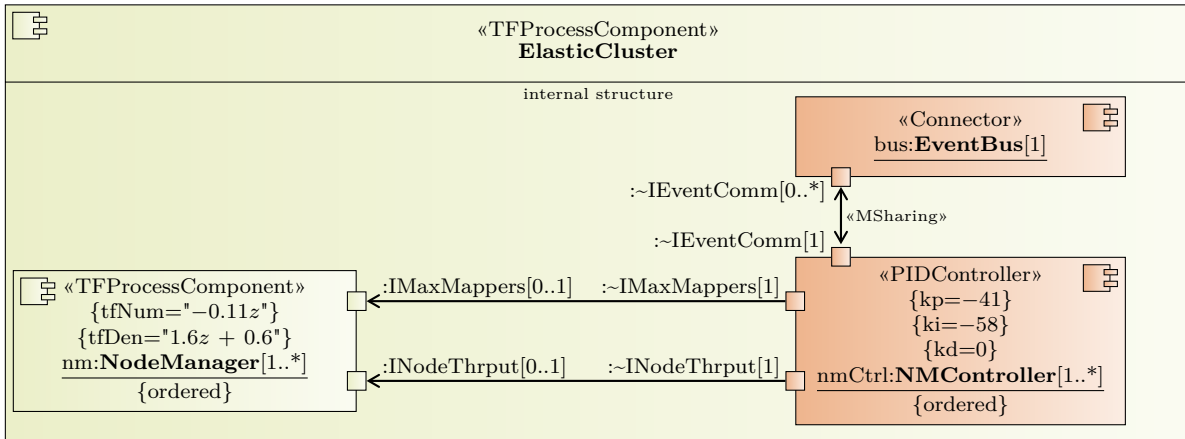 «TFProcessComponent»
ElasticCluster
internal structure
«Connector»
bus:EventBus[1]
:~IEventComm[0..*]
«MSharing»
:~IEventComm[1]
«TFProcessComponent»
{tfNum="−0.11z"}
{tfDen="1.6z + 0.6"}
nm:NodeManager[1..*]
{ordered}
:IMaxMappers[0..1]
:~IMaxMappers[1]
:INodeThrput[0..1]
:~INodeThrput[1]
«PIDController»
{kp=−41}
{ki=−58}
{kd=0}
nmCtrl:NMController[1..*]
{ordered}